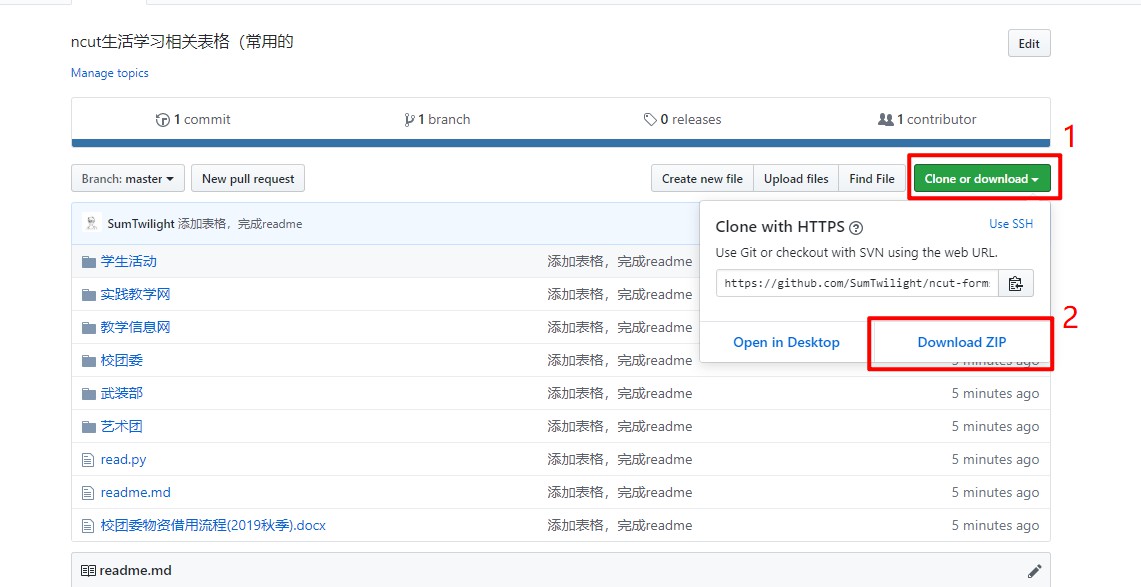 ncut生活学习相关表格（常用的
Edit
Manage topics
1 commit
1 branch
0 releases
1 contributor
1
Branch: master
New pull request
Create new file
Upload files
Find File
Clone or download
SumTwilight 添加表格，完成readme
Clone with HTTPS
Use SSH
Use Git or checkout with SVN using the web URL.
https://github.com/SumTwilight/ncut-form
2
Open in Desktop
Download ZIP
学生活动 添加表格，完成readme
实践教学网 添加表格，完成readme
教学信息网 添加表格，完成readme
校团委 添加表格，完成readme 5 minutes ago
武装部 添加表格，完成readme 5 minutes ago
艺术团 添加表格，完成readme 5 minutes ago
read.py 添加表格，完成readme 5 minutes ago
readme.md 添加表格，完成readme 5 minutes ago
校团委物资借用流程(2019秋季).docx 添加表格，完成readme 5 minutes ago
readme.md